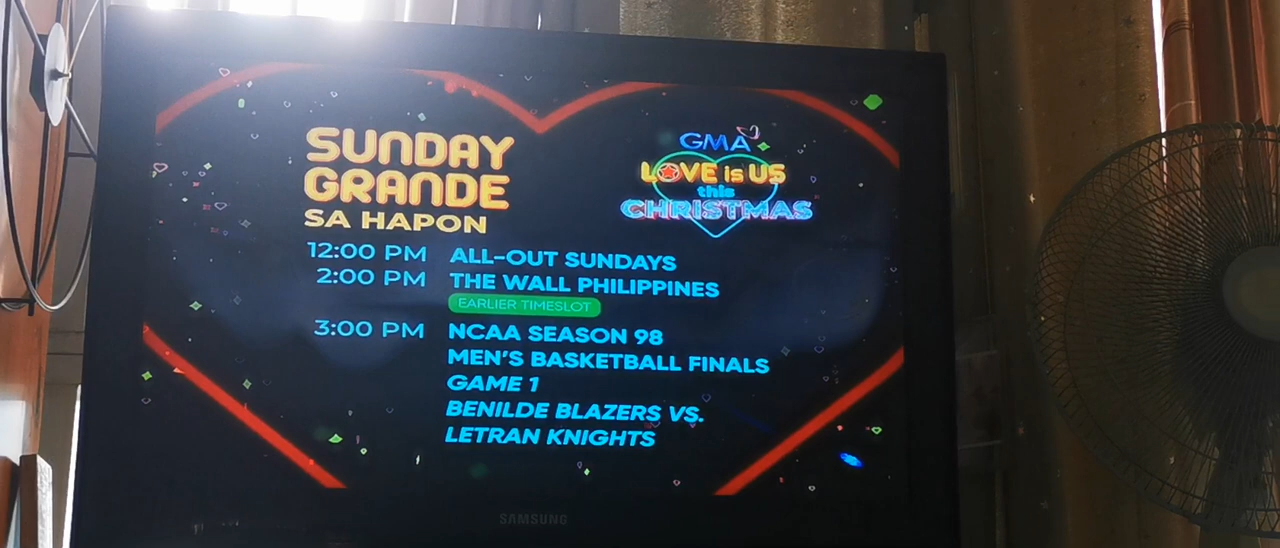 SUNDAY
GRANDE
SA HAPON
GMA
LOVE is US
this
CHRISTMAS
12:00 PM ALL-OUT SUNDAYS
2:00 PM THE WALL PHILIPPINES
EARLIER TIMESLOT
3:00 PM NCAA SEASON 98
MEN'S BASKETBALL FINALS
GAME 1
BENILDE BLAZERS VS.
LETRAN KNIGHTS
SAMSUNG